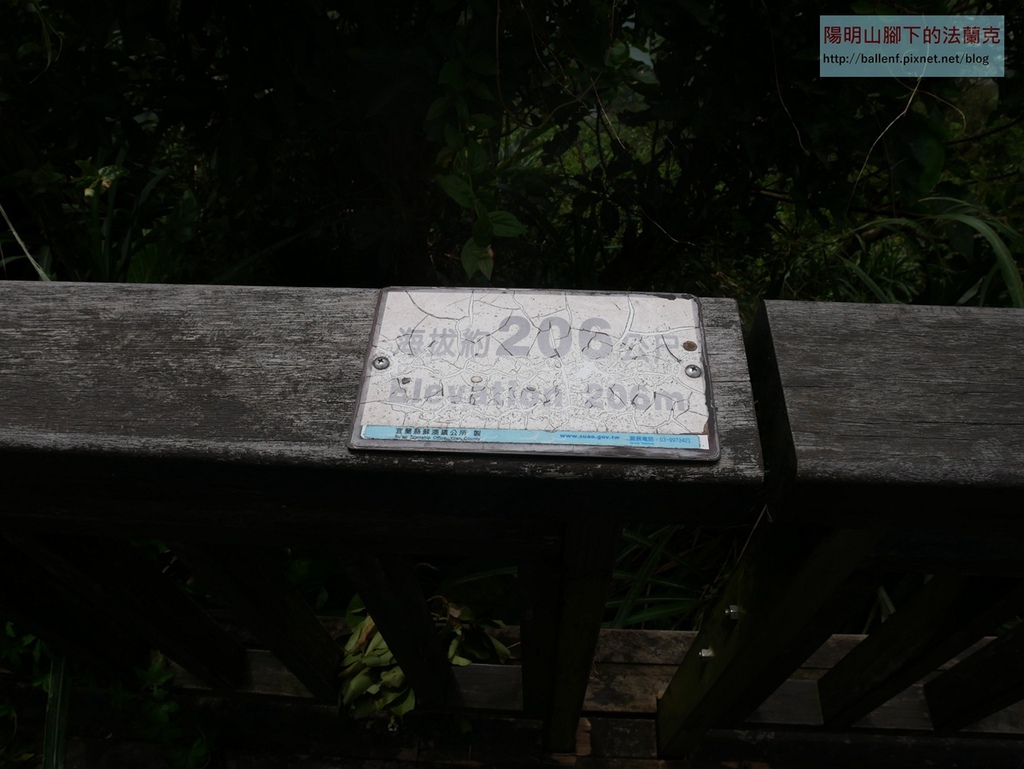 陽明山腳下的法蘭克
http://ballenf.pixnet.net/blog
海拔約206公尺
Elevation 206m
宜蘭縣蘇澳鎮公所 製
www.suao.gov.tw